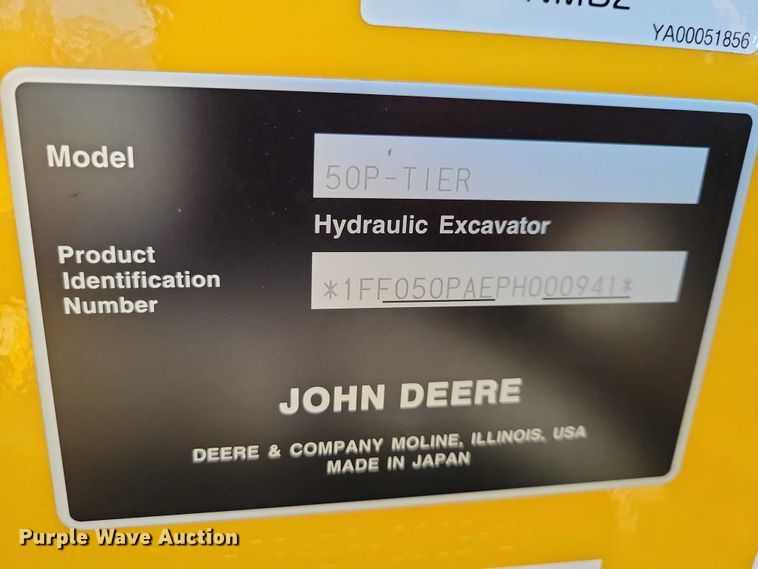 YA00051856
Model
50P-TIER
Hydraulic Excavator
Product
Identification
Number
*1FF050PAEPH000941*
JOHN DEERE
DEERE & COMPANY MOLINE, ILLINOIS, USA
MADE IN JAPAN
Purple Wave Auction